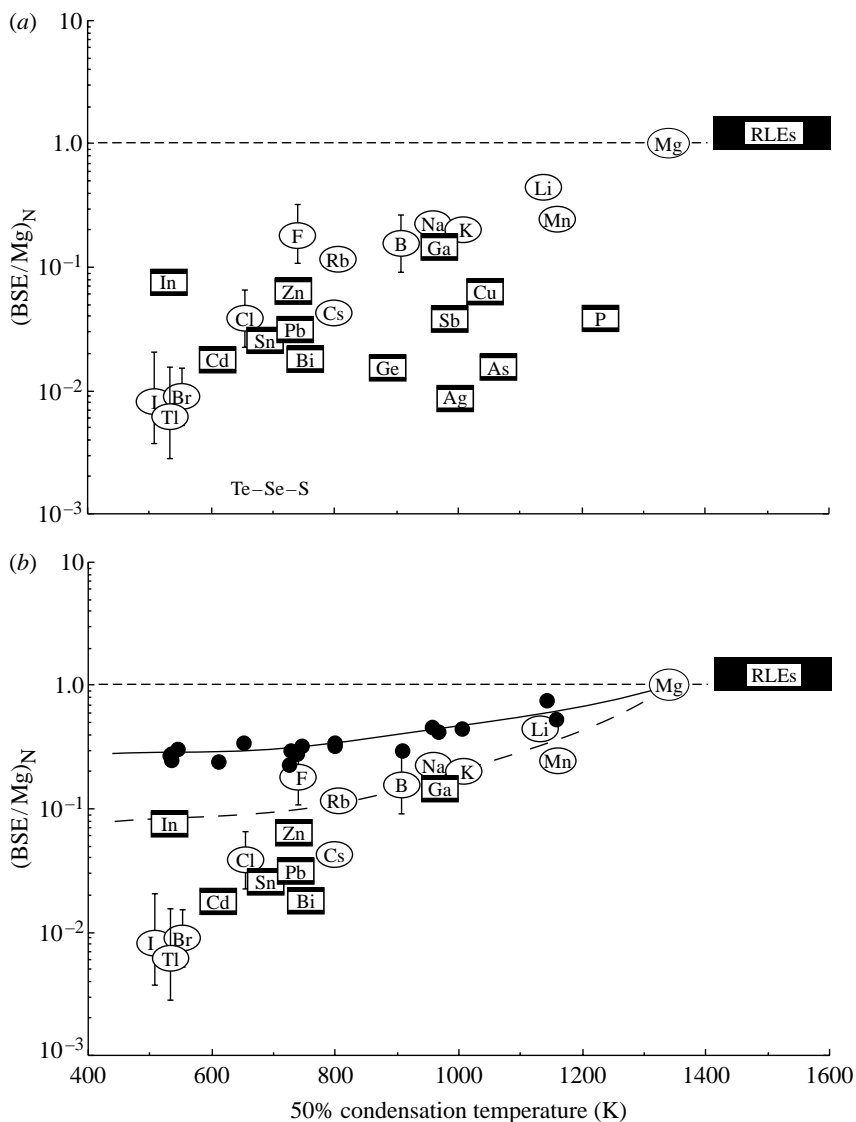 (a)
10
1.0
10⁻¹
10⁻²
10⁻³
(BSE/Mg)N
RLEs
Mg
Li
Mn
F
Na
K
B
Ga
Rb
In
Zn
Cu
Cl
Cs
Sb
P
Pb
Sn
Cd
Bi
Ge
As
I
Br
Ag
Tl
Te–Se–S
(b)
10
1.0
10⁻¹
10⁻²
10⁻³
(BSE/Mg)N
RLEs
Mg
Li
Mn
F
Na
K
B
Ga
Rb
In
Zn
Cl
Cs
Pb
Sn
Cd
Bi
I
Br
Tl
400 600 800 1000 1200 1400 1600
50% condensation temperature (K)